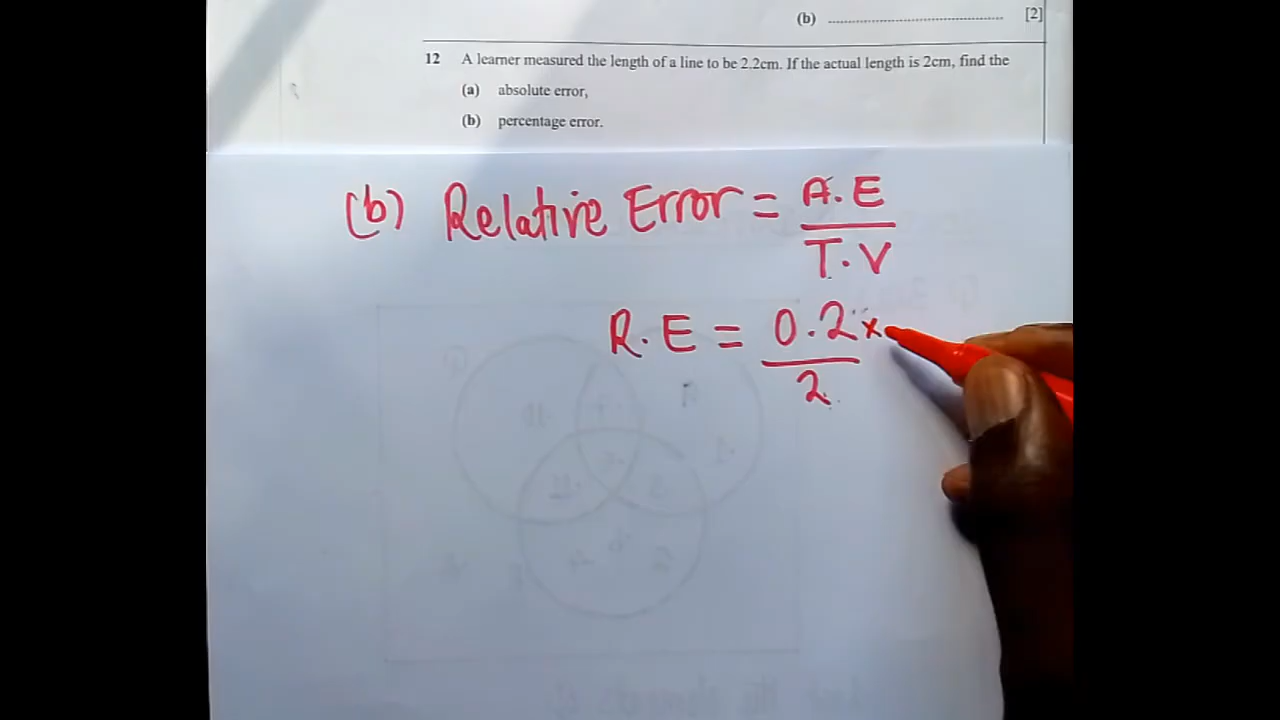 (b) ........................................ [2]
12 A learner measured the length of a line to be 2.2cm. If the actual length is 2cm, find the
(a) absolute error,
(b) percentage error.
(b) Relative Error = A.E
T.V
R.E = 0.2 ×
2